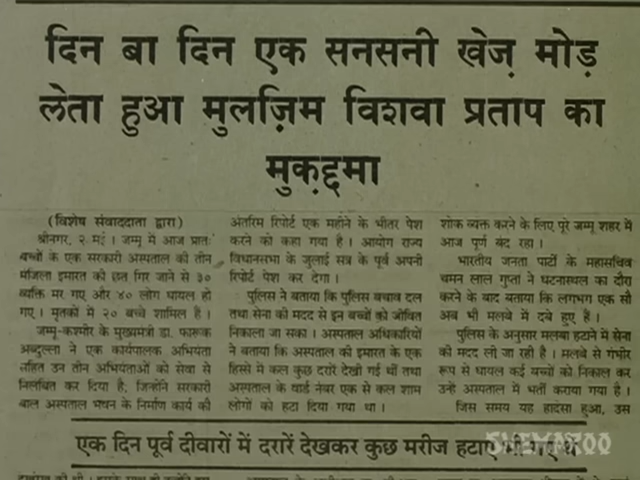 दिन बा दिन एक सनसनी खेज़ मोड़
लेता हुआ मुलज़िम विशवा प्रताप का
मुक़द्दमा
(विशेष संवाददाता द्वारा)
श्रीनगर, २ मई । जम्मू में आज प्रातः
बच्चों के एक सरकारी अस्पताल की तीन
मंजिला इमारत की छत गिर जाने से ३०
व्यक्ति मर गए और ४० लोग घायल हो
गए । मृतकों में २० बच्चे शामिल हैं ।
जम्मू-कश्मीर के मुख्यमंत्री डा. फारूक
अब्दुल्ला ने एक कार्यपालक अभियंता
सहित उन तीन अभियंताओं को सेवा से
निलंबित कर दिया है, जिन्होंने सरकारी
बाल अस्पताल भवन के निर्माण कार्य की
अंतरिम रिपोर्ट एक महीने के भीतर पेश
करने को कहा गया है । आयोग राज्य
विधानसभा के जुलाई सत्र के पूर्व अपनी
रिपोर्ट पेश कर देगा ।
पुलिस ने बताया कि पुलिस बचाव दल
तथा सेना की मदद से इन बच्चों को जीवित
निकाला जा सका । अस्पताल अधिकारियों
ने बताया कि अस्पताल की इमारत के एक
हिस्से में कल कुछ दरारें देखी गई थीं तथा
अस्पताल के वार्ड नंबर एक से कल शाम
लोगों को हटा दिया गया था ।
शोक व्यक्त करने के लिए पूरे जम्मू शहर में
आज पूर्ण बंद रहा ।
भारतीय जनता पार्टी के महासचिव
चमन लाल गुप्ता ने घटनास्थल का दौरा
करने के बाद बताया कि लगभग एक सौ
अब भी मलबे में दबे हुए हैं ।
पुलिस के अनुसार मलबा हटाने में सेना
की मदद ली जा रही है । मलबे से गंभीर
रूप से घायल कई बच्चों को निकाल कर
उन्हें अस्पताल में भर्ती कराया गया है ।
जिस समय यह हादसा हुआ, उस
एक दिन पूर्व दीवारों में दरारें देखकर कुछ मरीज हटाए भी गए थे
SHEMAROO